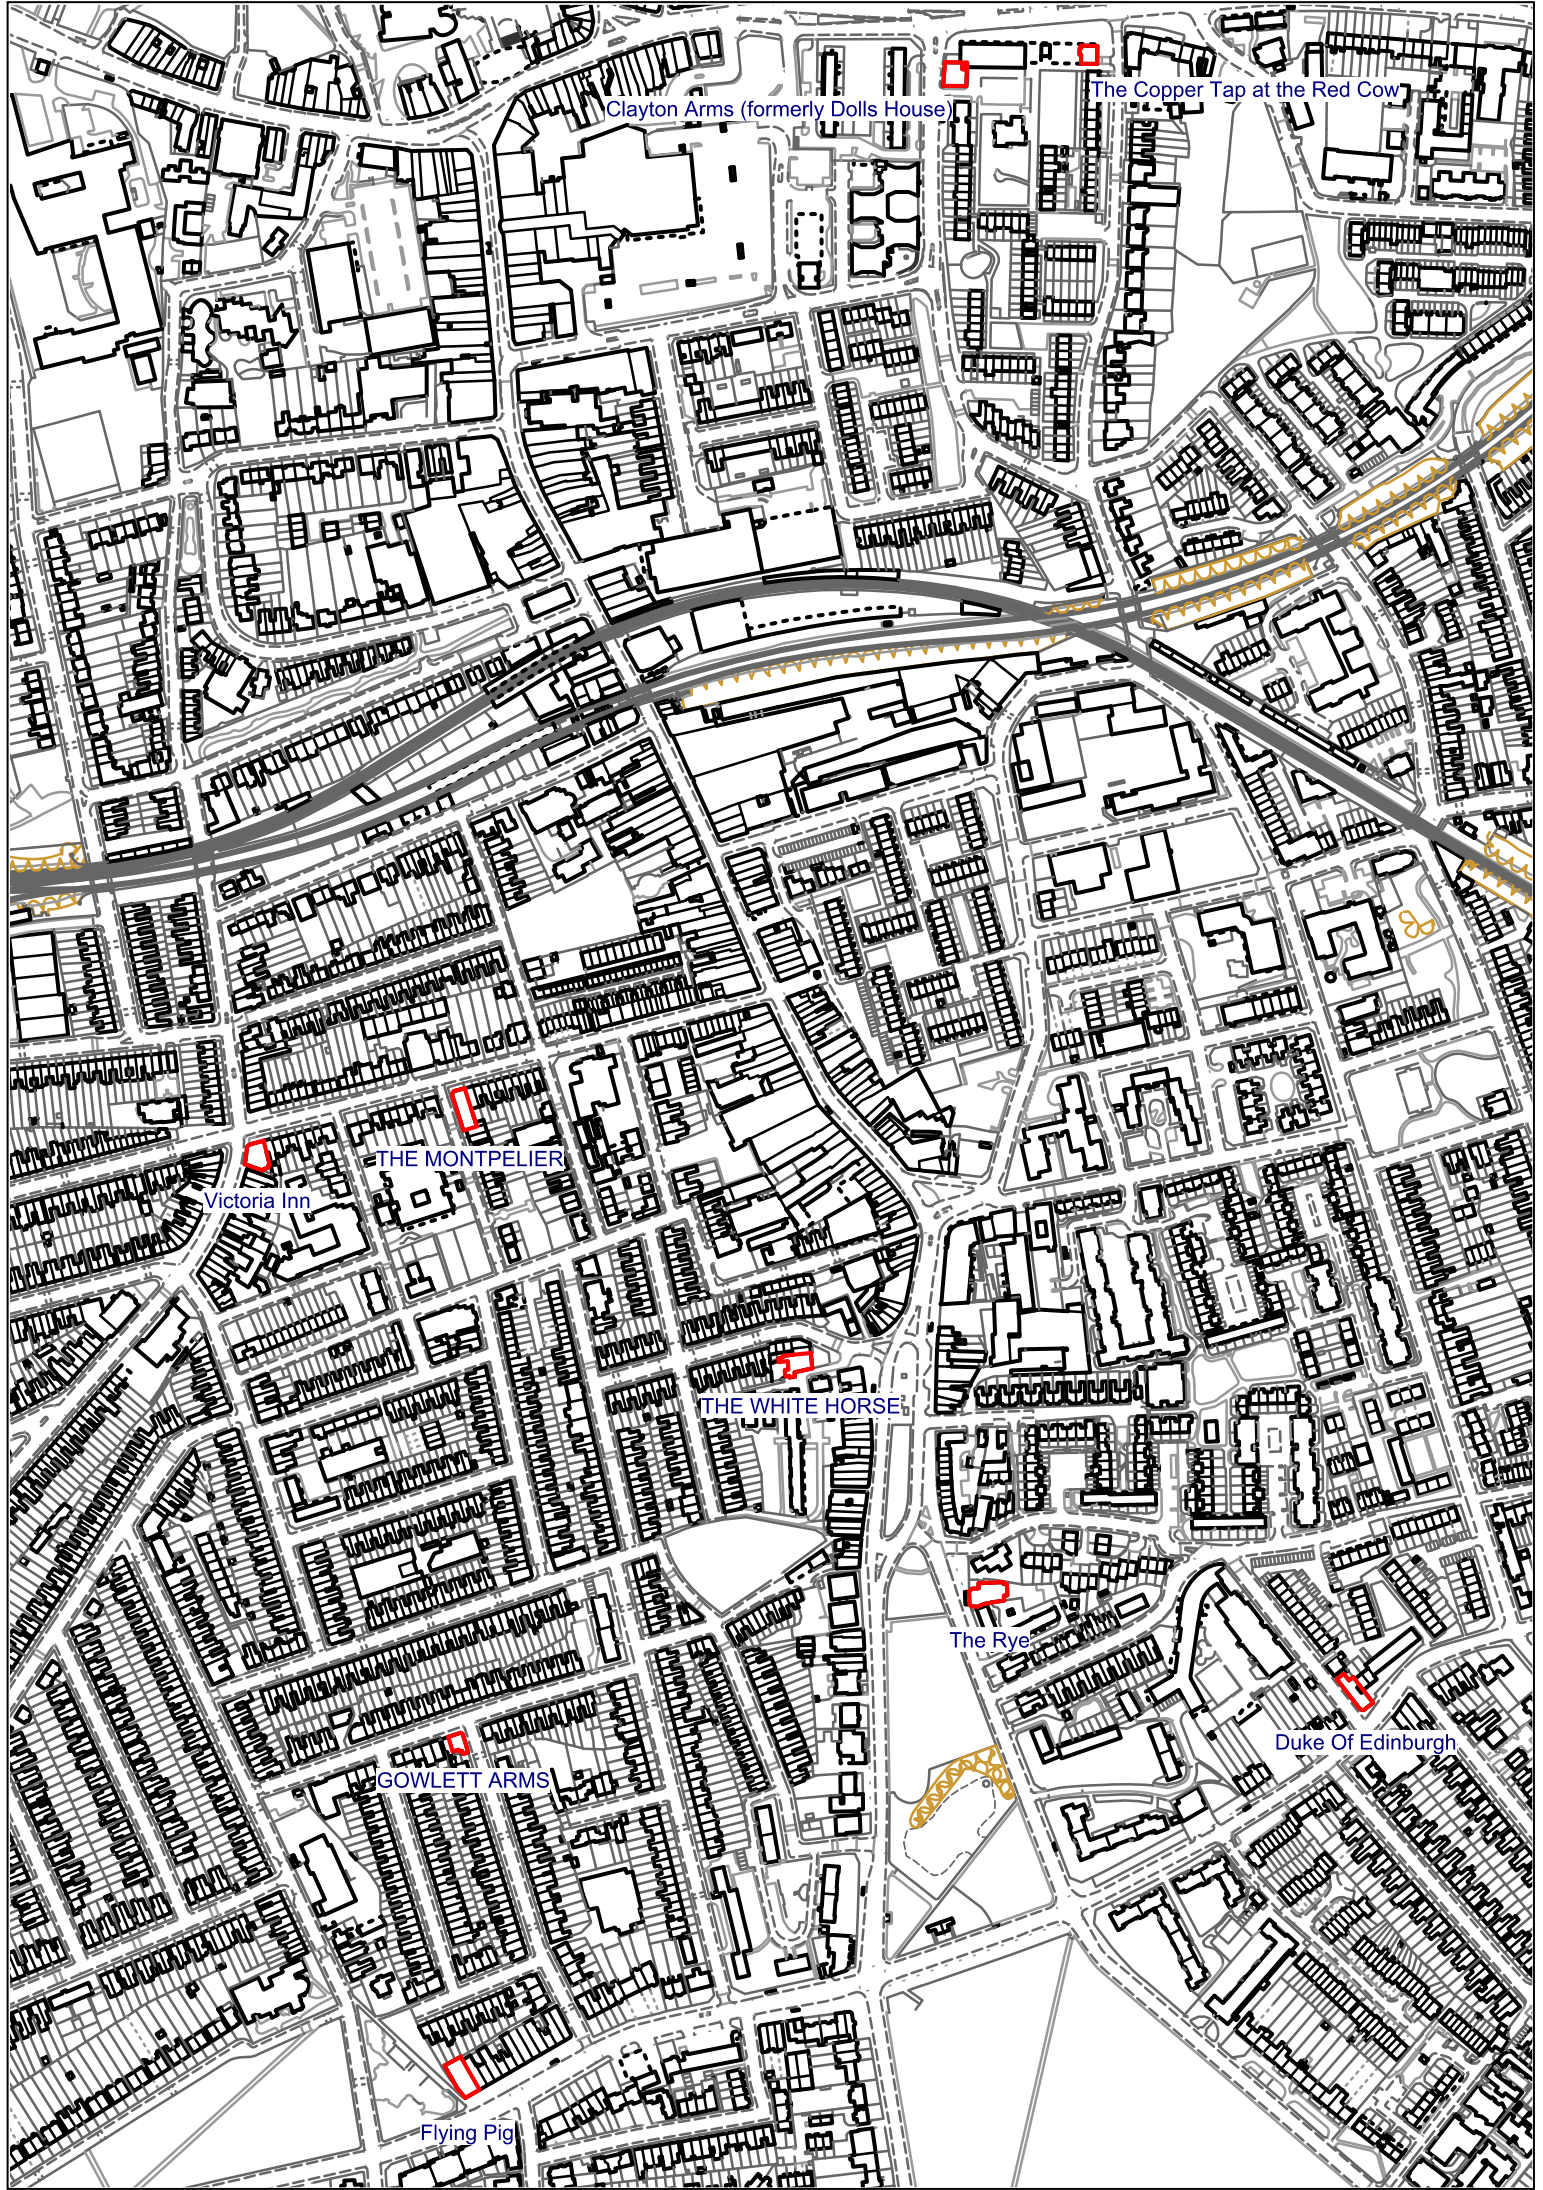 The Copper Tap at the Red Cow
Clayton Arms (formerly Dolls House)
THE MONTPELIER
Victoria Inn
THE WHITE HORSE
The Rye
Duke Of Edinburgh
GOWLETT ARMS
Flying Pig